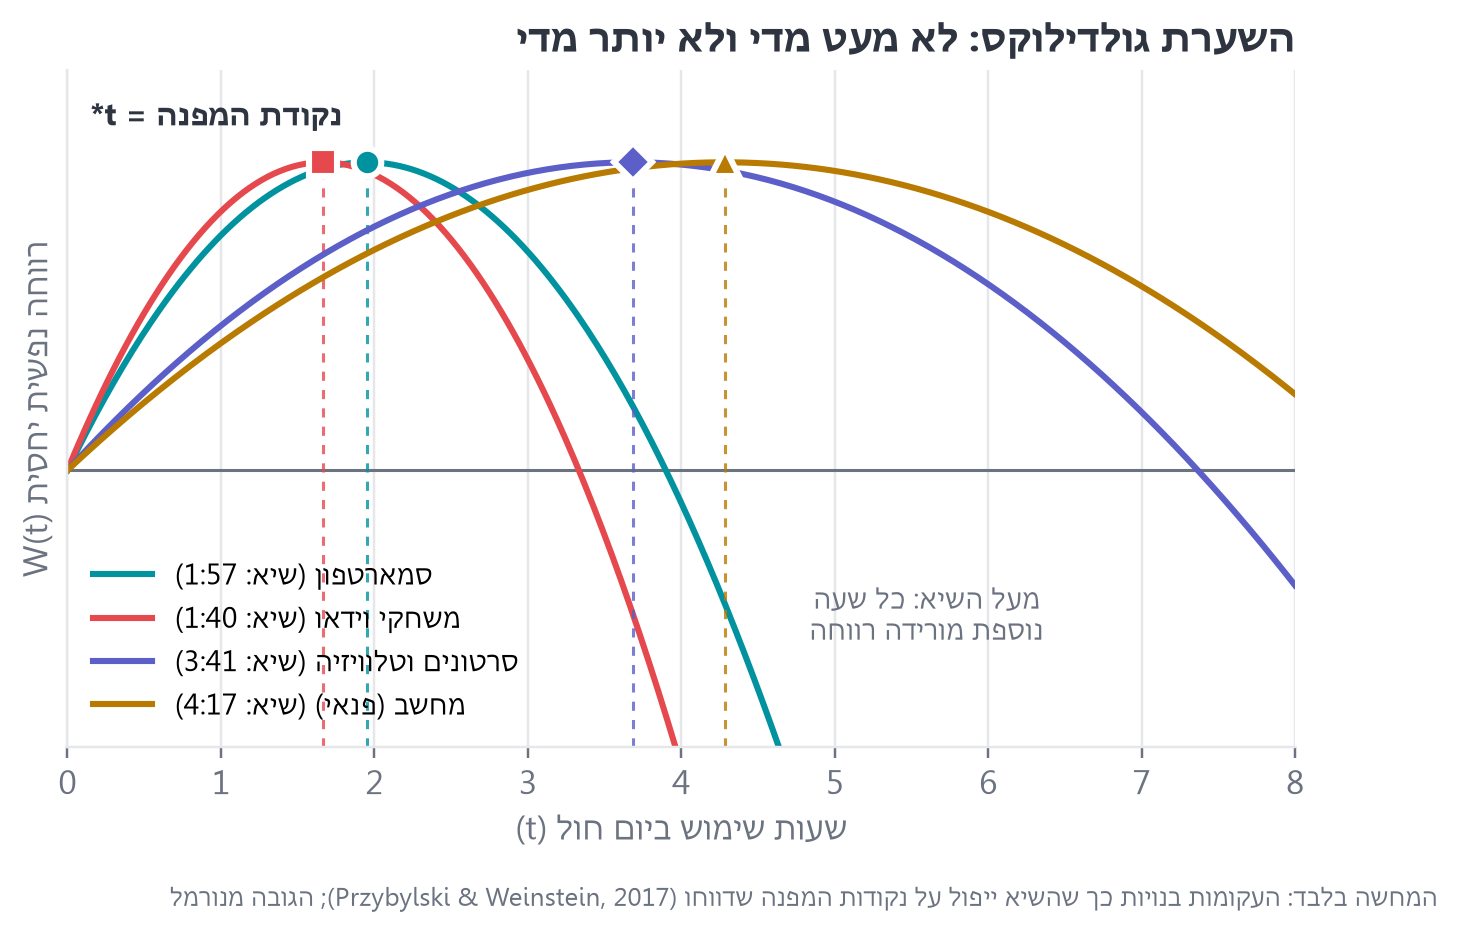 השערת גולדילוקס: לא מעט מדי ולא יותר מדי
t* = נקודת המפנה
רווחה נפשית יחסית W(t)
סמארטפון (שיא: 1:57)
משחקי וידאו (שיא: 1:40)
סרטונים וטלוויזיה (שיא: 3:41)
מחשב (פנאי) (שיא: 4:17)
מעל השיא: כל שעה
נוספת מורידה רווחה
0 1 2 3 4 5 6 7 8
שעות שימוש ביום חול (t)
המחשה בלבד: העקומות בנויות כך שהשיא ייפול על נקודות המפנה שדווחו (Przybylski & Weinstein, 2017); הגובה מנורמל